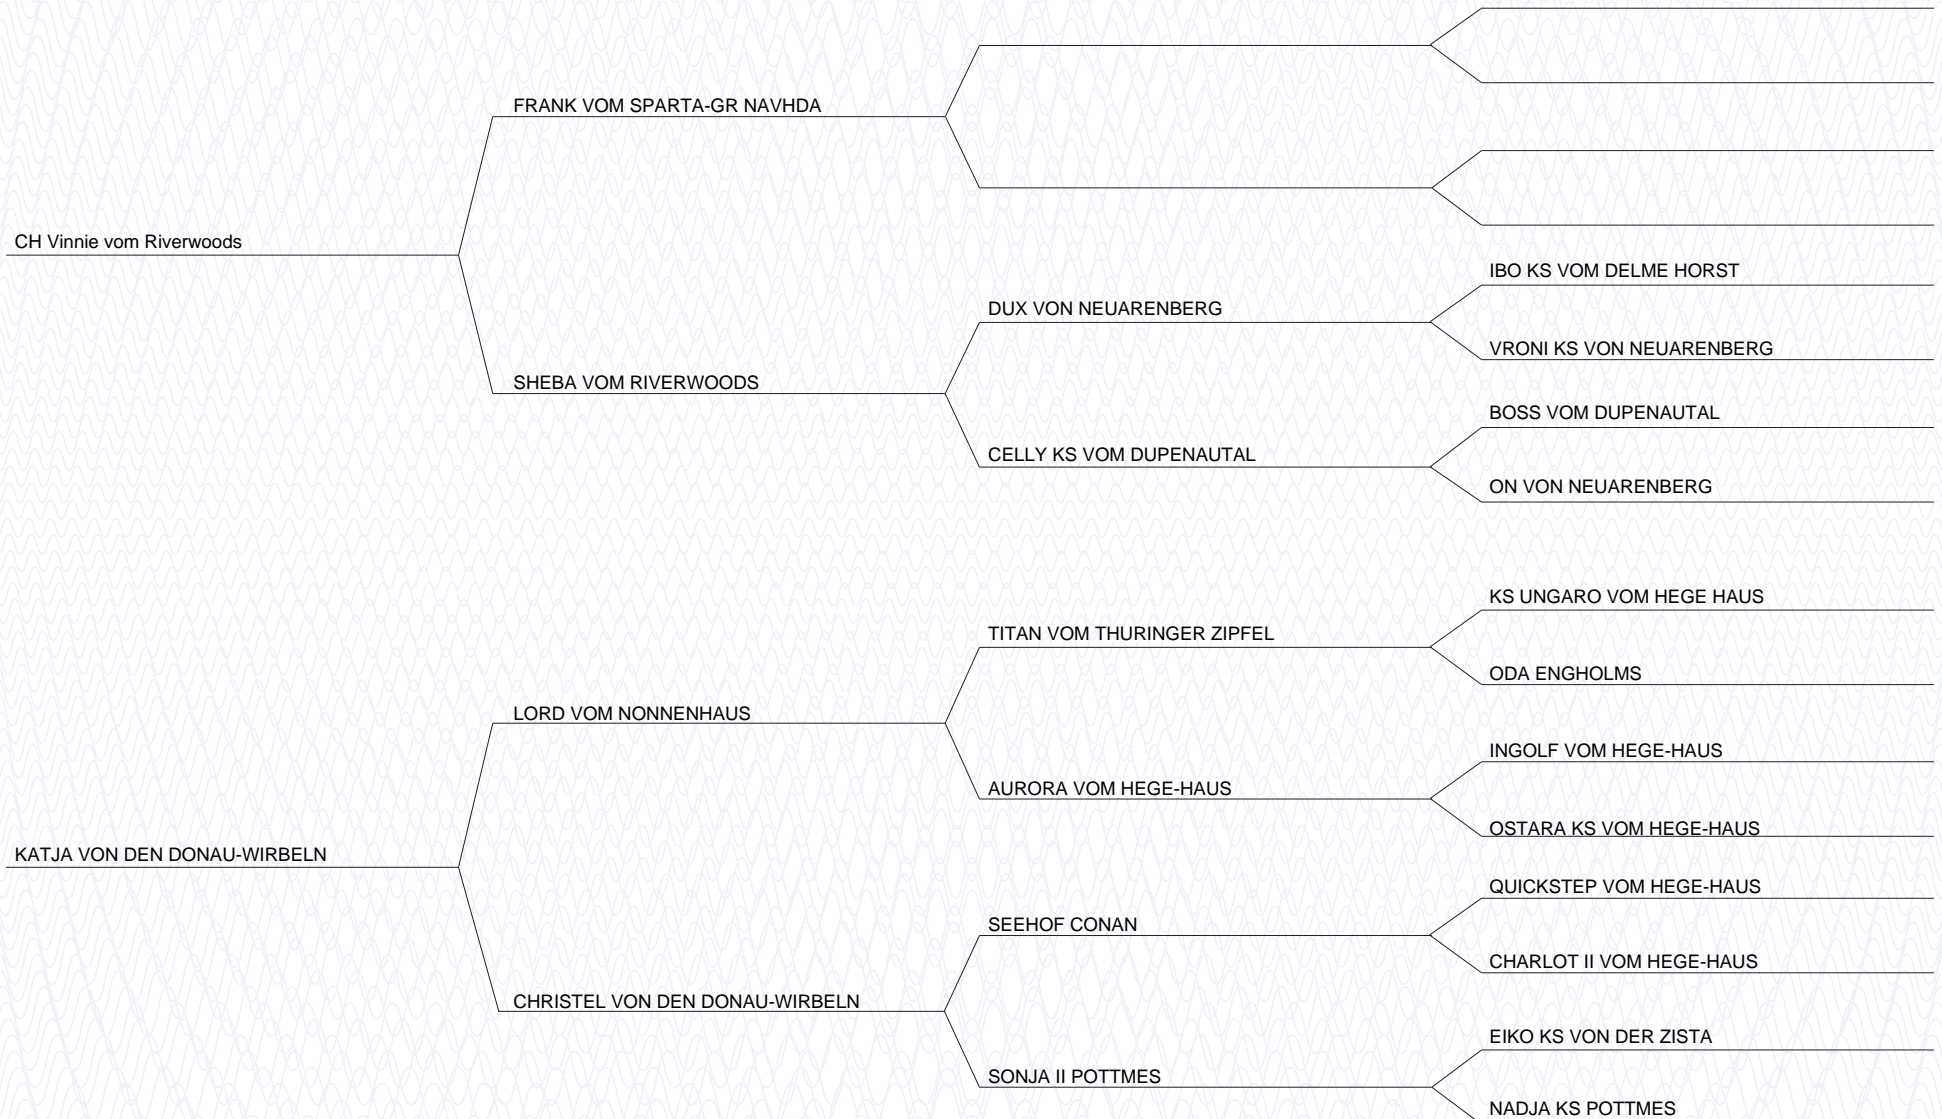 FRANK VOM SPARTA-GR NAVHDA
CH Vinnie vom Riverwoods
IBO KS VOM DELME HORST
DUX VON NEUARENBERG
VRONI KS VON NEUARENBERG
SHEBA VOM RIVERWOODS
BOSS VOM DUPENAUTAL
CELLY KS VOM DUPENAUTAL
ON VON NEUARENBERG
KS UNGARO VOM HEGE HAUS
TITAN VOM THURINGER ZIPFEL
ODA ENGHOLMS
LORD VOM NONNENHAUS
INGOLF VOM HEGE-HAUS
AURORA VOM HEGE-HAUS
OSTARA KS VOM HEGE-HAUS
KATJA VON DEN DONAU-WIRBELN
QUICKSTEP VOM HEGE-HAUS
SEEHOF CONAN
CHARLOT II VOM HEGE-HAUS
CHRISTEL VON DEN DONAU-WIRBELN
EIKO KS VON DER ZISTA
SONJA II POTTMES
NADJA KS POTTMES